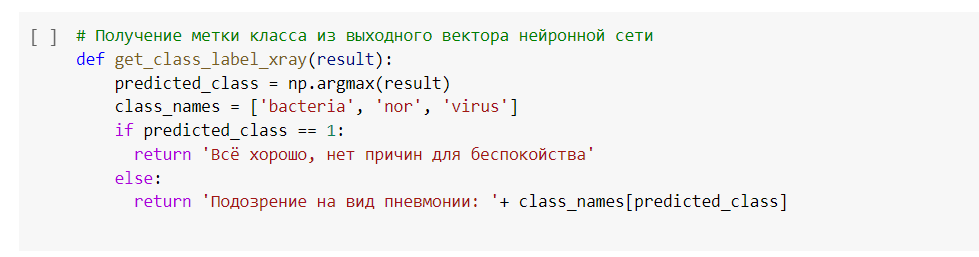 [ ] # Получение метки класса из выходного вектора нейронной сети
def get_class_label_xray(result):
    predicted_class = np.argmax(result)
    class_names = ['bacteria', 'nor', 'virus']
    if predicted_class == 1:
      return 'Всё хорошо, нет причин для беспокойства'
    else:
      return 'Подозрение на вид пневмонии: '+ class_names[predicted_class]